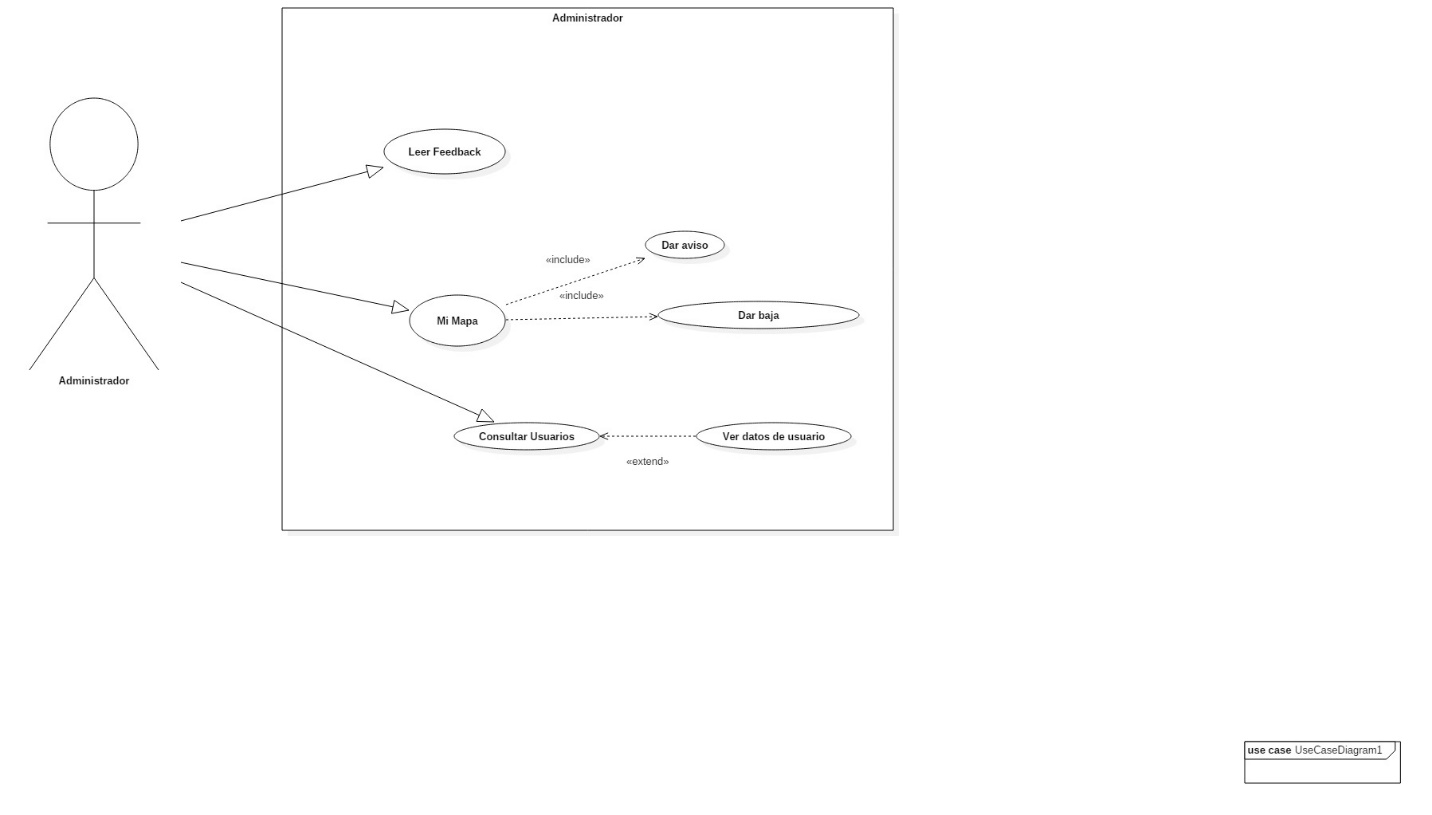 Administrador
Leer Feedback
Dar aviso
«include»
«include»
Dar baja
Mi Mapa
Administrador
Consultar Usuarios
Ver datos de usuario
«extend»
use case UseCaseDiagram1